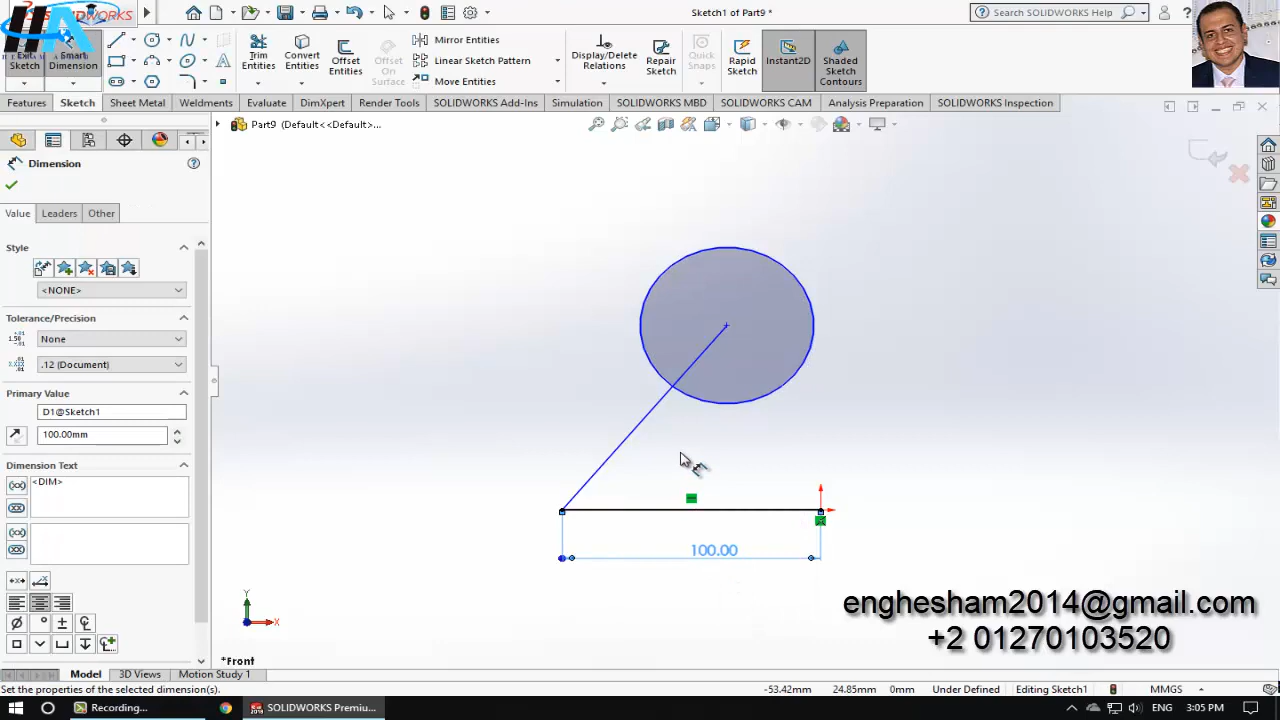 SOLIDWORKS
Sketch1 of Part9 *
Search SOLIDWORKS Help
Exit Sketch
Smart Dimension
Trim Entities
Convert Entities
Offset Entities
Offset On Surface
Mirror Entities
Linear Sketch Pattern
Move Entities
Display/Delete Relations
Repair Sketch
Quick Snaps
Rapid Sketch
Instant2D
Shaded Sketch Contours
Features Sketch Sheet Metal Weldments Evaluate DimXpert Render Tools SOLIDWORKS Add-Ins Simulation SOLIDWORKS MBD SOLIDWORKS CAM Analysis Preparation SOLIDWORKS Inspection
Part9 (Default<<Default>...
Dimension
Value Leaders Other
Style
<NONE>
Tolerance/Precision
None
.12 (Document)
Primary Value
D1@Sketch1
100.00mm
Dimension Text
<DIM>
100.00
Y
X
*Front
enghesham2014@gmail.com
+2 01270103520
Model 3D Views Motion Study 1
Set the properties of the selected dimension(s).
-53.42mm 24.85mm 0mm Under Defined Editing Sketch1 MMGS
Recording...
SOLIDWORKS Premiu...
ENG 3:05 PM